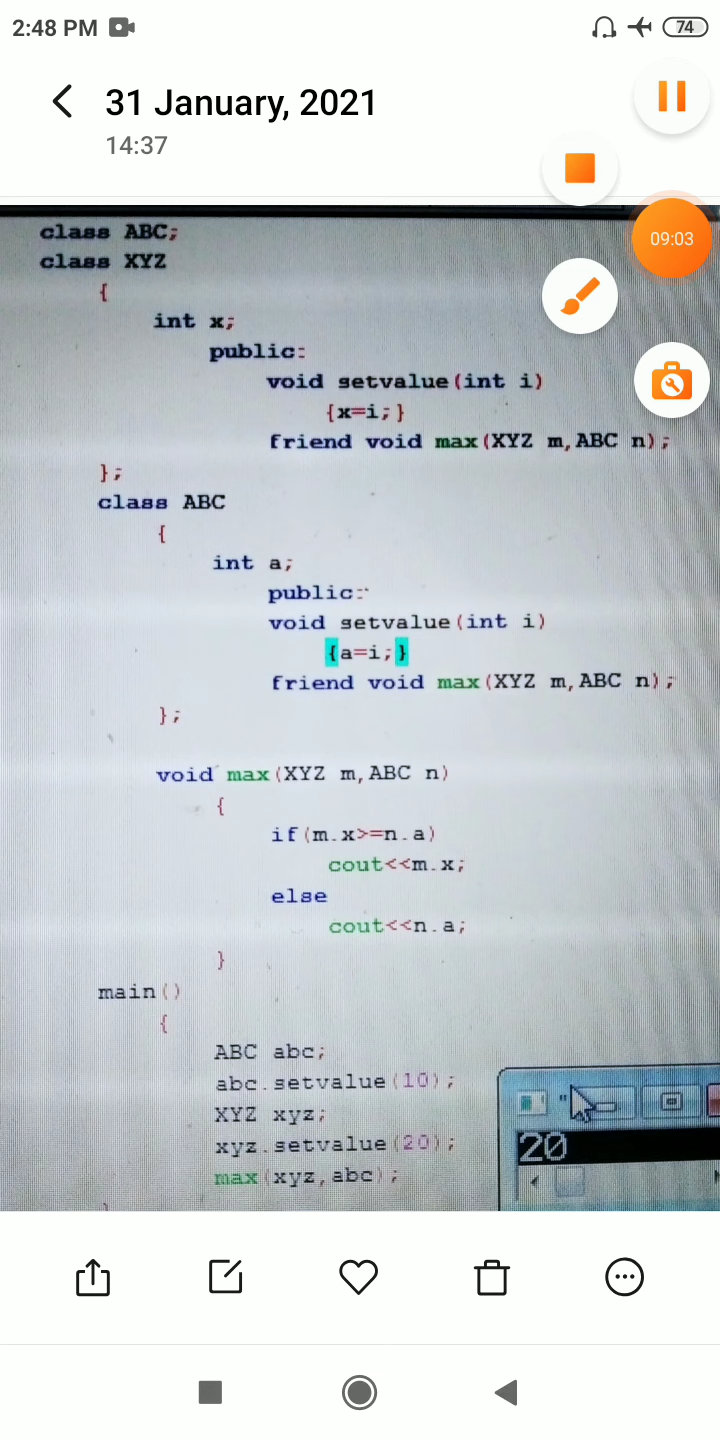 2:48 PM
74
31 January, 2021
14:37
09:03
class ABC;
class XYZ
{
int x;
public:
void setvalue(int i)
{x=i;}
friend void max(XYZ m,ABC n);
};
class ABC
{
int a;
public:
void setvalue(int i)
{a=i;}
friend void max(XYZ m,ABC n);
};
void max(XYZ m,ABC n)
{
if(m.x>=n.a)
cout<<m.x;
else
cout<<n.a;
}
main()
{
ABC abc;
abc.setvalue(10);
XYZ xyz;
xyz.setvalue(20);
max(xyz,abc);
20